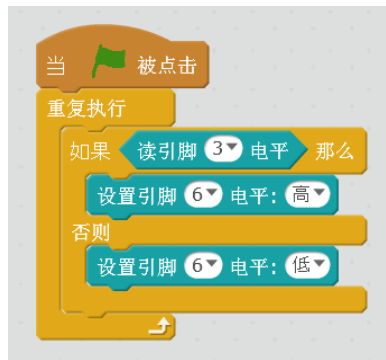 当 被点击
重复执行
如果 读引脚 3 电平 那么
设置引脚 6 电平: 高
否则
设置引脚 6 电平: 低